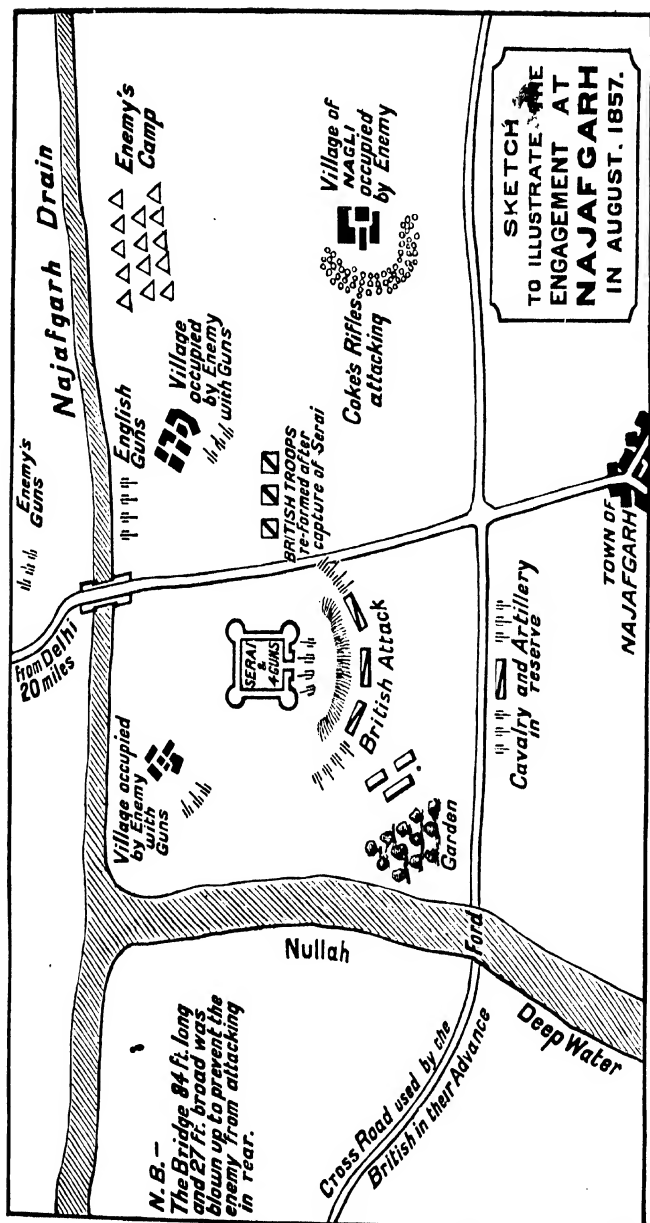 SKETCH
TO ILLUSTRATE THE
ENGAGEMENT AT
NAJAFGARH
IN AUGUST. 1857.
Najafgarh Drain
Enemy's
Guns
from Delhi
20 miles
English
Guns
Enemy's
Camp
Village
occupied
by Enemy
with Guns
Village of
NAGLI
occupied
by Enemy
Coke's Rifles
attacking
BRITISH TROOPS
re-formed after
capture of Serai
SERAI
&
4 GUNS
British Attack
Village occupied
by Enemy
with
Guns
Garden
Cavalry and Artillery
in
reserve
TOWN OF
NAJAFGARH
Nullah
Ford
Deep Water
Cross Road used by the
British in their Advance
N.B.-
The Bridge 84 ft. long
and 27 ft. broad was
blown up to prevent the
enemy from attacking
in rear.